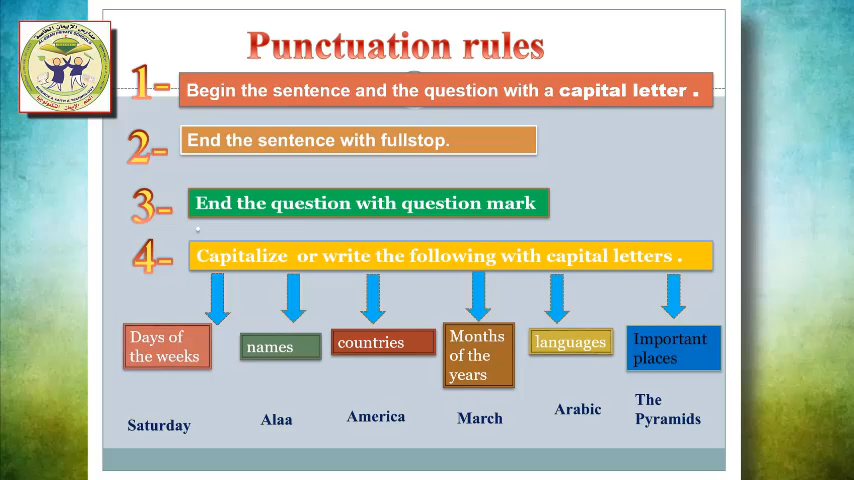 Punctuation rules
1- Begin the sentence and the question with a capital letter .
2- End the sentence with fullstop.
3- End the question with question mark
.
4- Capitalize or write the following with capital letters .
Days of
the weeks
names
countries
Months
of the
years
languages
Important
places
Saturday
Alaa
America
March
Arabic
The
Pyramids